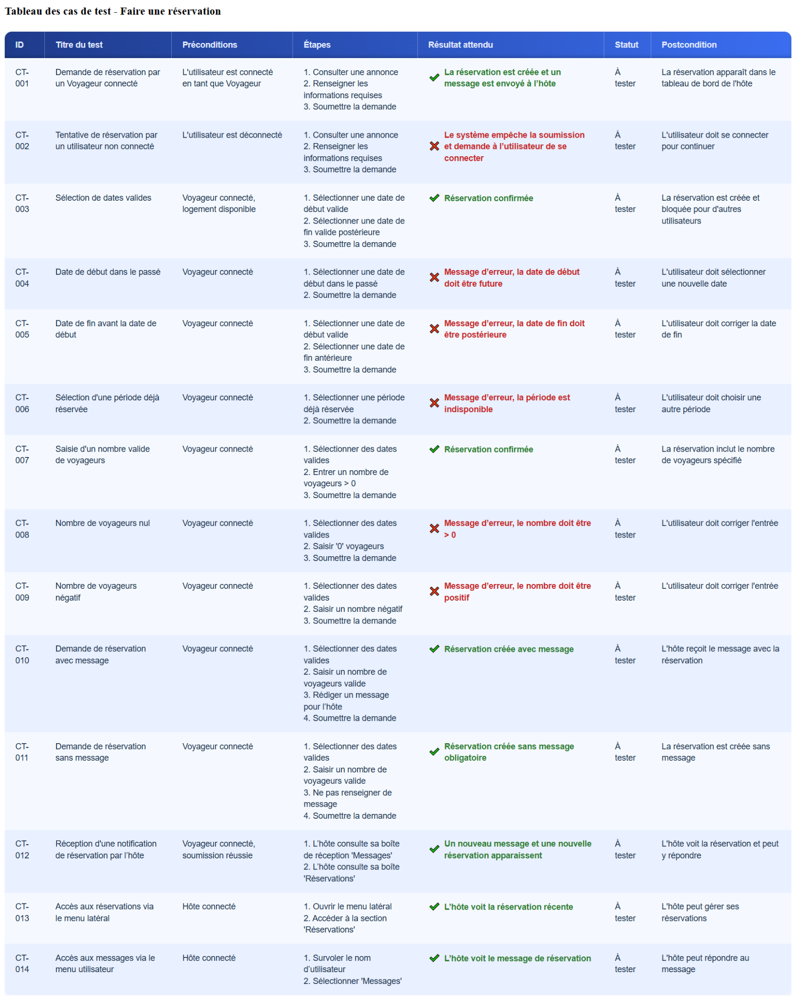 Tableau des cas de test - Faire une réservation
ID
Titre du test
Préconditions
Étapes
Résultat attendu
Statut
Postcondition
CT-
001
Demande de réservation par
un Voyageur connecté
L'utilisateur est connecté
en tant que Voyageur
1. Consulter une annonce
2. Renseigner les
informations requises
3. Soumettre la demande
La réservation est créée et un
message est envoyé à l’hôte
À
tester
La réservation apparaît dans le
tableau de bord de l'hôte
CT-
002
Tentative de réservation par
un utilisateur non connecté
L'utilisateur est déconnecté
1. Consulter une annonce
2. Renseigner les
informations requises
3. Soumettre la demande
Le système empêche la soumission
et demande à l’utilisateur de se
connecter
À
tester
L'utilisateur doit se connecter
pour continuer
CT-
003
Sélection de dates valides
Voyageur connecté,
logement disponible
1. Sélectionner une date de
début valide
2. Sélectionner une date de
fin valide postérieure
3. Soumettre la demande
Réservation confirmée
À
tester
La réservation est créée et
bloquée pour d'autres
utilisateurs
CT-
004
Date de début dans le passé
Voyageur connecté
1. Sélectionner une date de
début dans le passé
2. Soumettre la demande
Message d’erreur, la date de début
doit être future
À
tester
L'utilisateur doit sélectionner
une nouvelle date
CT-
005
Date de fin avant la date de
début
Voyageur connecté
1. Sélectionner une date de
début valide
2. Sélectionner une date de
fin antérieure
3. Soumettre la demande
Message d’erreur, la date de fin doit
être postérieure
À
tester
L'utilisateur doit corriger la date
de fin
CT-
006
Sélection d'une période déjà
réservée
Voyageur connecté
1. Sélectionner une période
déjà réservée
2. Soumettre la demande
Message d’erreur, la période est
indisponible
À
tester
L'utilisateur doit choisir une
autre période
CT-
007
Saisie d'un nombre valide
de voyageurs
Voyageur connecté
1. Sélectionner des dates
valides
2. Entrer un nombre de
voyageurs > 0
3. Soumettre la demande
Réservation confirmée
À
tester
La réservation inclut le nombre
de voyageurs spécifié
CT-
008
Nombre de voyageurs nul
Voyageur connecté
1. Sélectionner des dates
valides
2. Saisir '0' voyageurs
3. Soumettre la demande
Message d’erreur, le nombre doit être
> 0
À
tester
L'utilisateur doit corriger l'entrée
CT-
009
Nombre de voyageurs
négatif
Voyageur connecté
1. Sélectionner des dates
valides
2. Saisir un nombre négatif
3. Soumettre la demande
Message d’erreur, le nombre doit être
positif
À
tester
L'utilisateur doit corriger l'entrée
CT-
010
Demande de réservation
avec message
Voyageur connecté
1. Sélectionner des dates
valides
2. Saisir un nombre de
voyageurs valide
3. Rédiger un message
pour l’hôte
4. Soumettre la demande
Réservation créée avec message
À
tester
L'hôte reçoit le message avec la
réservation
CT-
011
Demande de réservation
sans message
Voyageur connecté
1. Sélectionner des dates
valides
2. Saisir un nombre de
voyageurs valide
3. Ne pas renseigner de
message
4. Soumettre la demande
Réservation créée sans message
obligatoire
À
tester
La réservation est créée sans
message
CT-
012
Réception d'une notification
de réservation par l’hôte
Voyageur connecté,
soumission réussie
1. L’hôte consulte sa boîte
de réception 'Messages'
2. L’hôte consulte sa boîte
'Réservations'
Un nouveau message et une nouvelle
réservation apparaissent
À
tester
L'hôte voit la réservation et peut
y répondre
CT-
013
Accès aux réservations via
le menu latéral
Hôte connecté
1. Ouvrir le menu latéral
2. Accéder à la section
'Réservations'
L’hôte voit la réservation récente
À
tester
L'hôte peut gérer ses
réservations
CT-
014
Accès aux messages via le
menu utilisateur
Hôte connecté
1. Survoler le nom
d’utilisateur
2. Sélectionner 'Messages'
L’hôte voit le message de réservation
À
tester
L'hôte peut répondre au
message